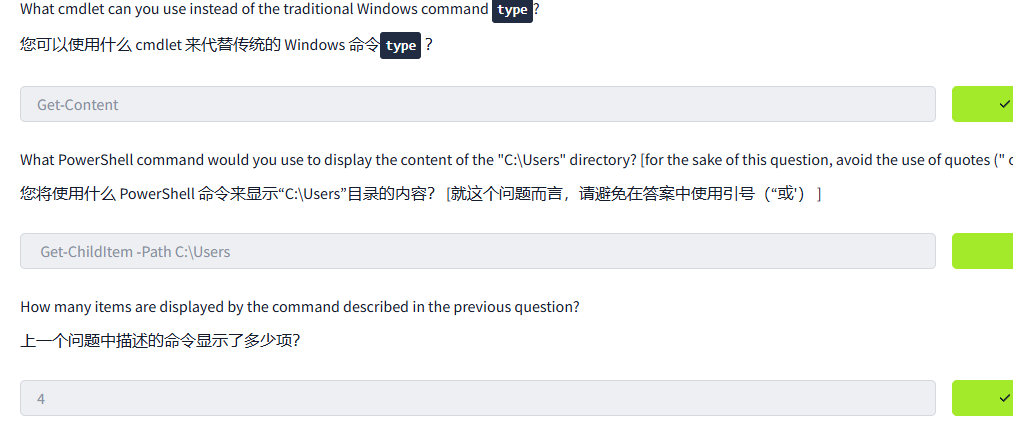 What cmdlet can you use instead of the traditional Windows command type?
您可以使用什么 cmdlet 来代替传统的 Windows 命令type ？
Get-Content
What PowerShell command would you use to display the content of the "C:\Users" directory? [for the sake of this question, avoid the use of quotes ("
您将使用什么 PowerShell 命令来显示“C:\Users”目录的内容？ [就这个问题而言，请避免在答案中使用引号（“或'） ]
Get-ChildItem -Path C:\Users
How many items are displayed by the command described in the previous question?
上一个问题中描述的命令显示了多少项？
4